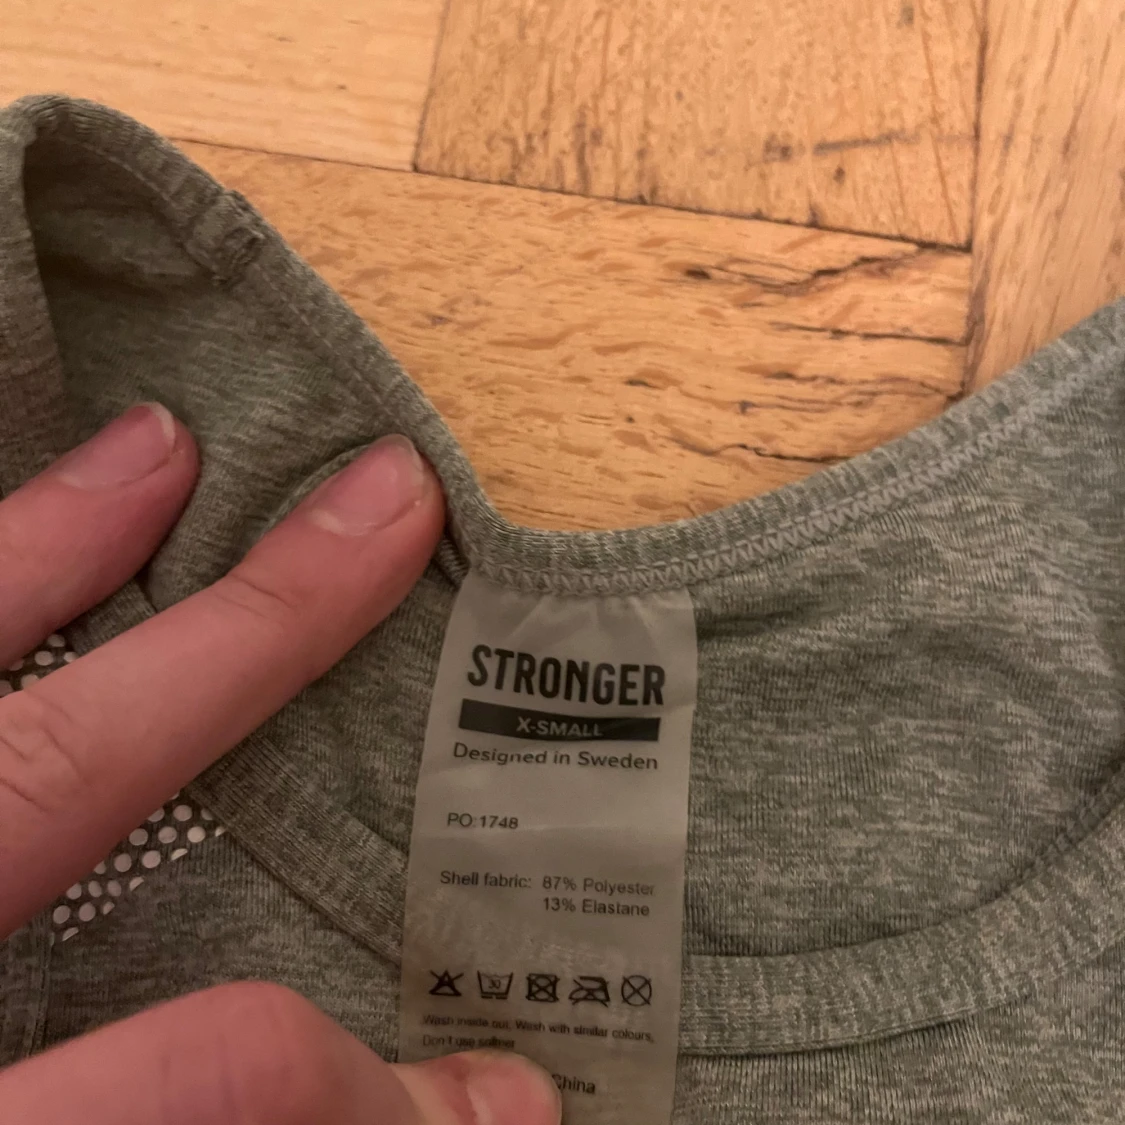 STRONGER
X-SMALL
Designed in Sweden
PO:1748
Shell fabric: 87% Polyester
13% Elastane
30
Wash inside out, Wash with similar colours,
Don't use softner
China